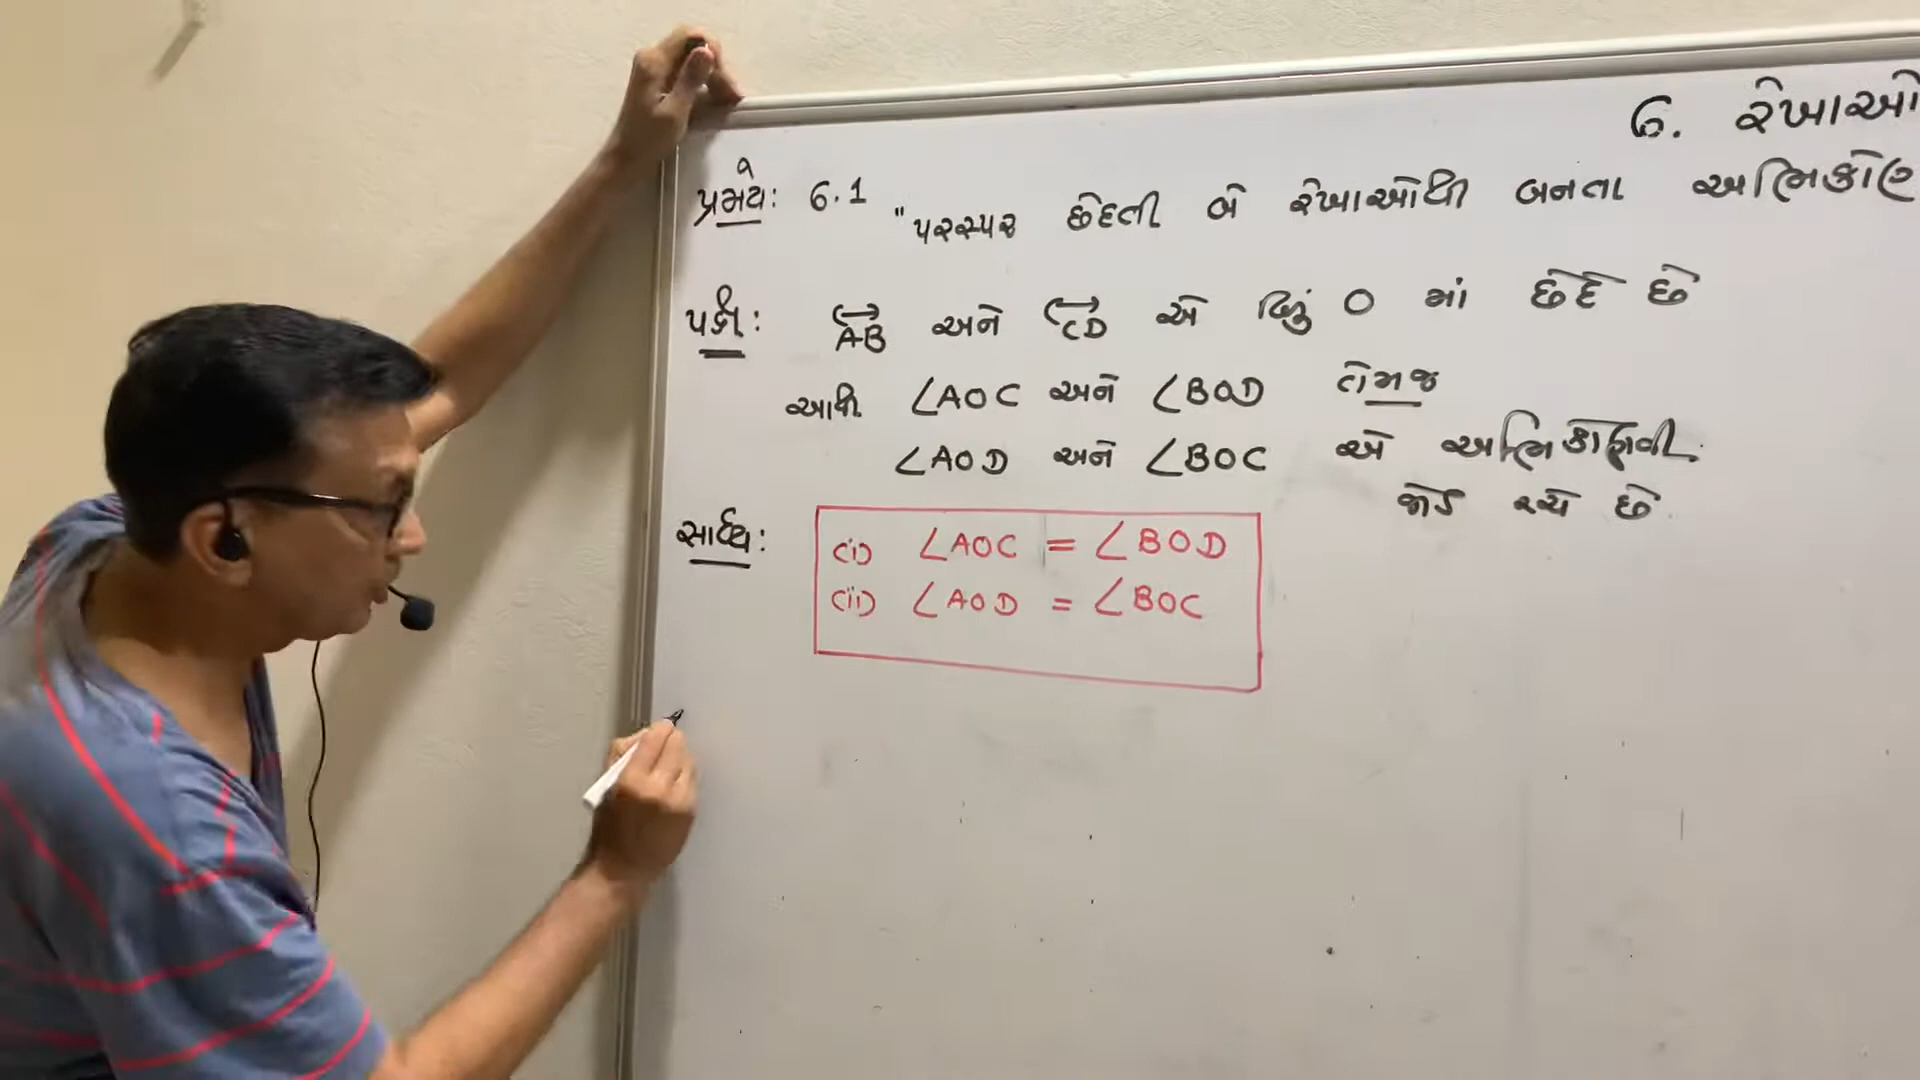 6. રેખાઓ
પ્રમેય: 6.1 "પરસ્પર છેદતી બે રેખાઓથી બનતા અભિકોણ
પક્ષ: AB અને CD એ બિંદુ O માં છેદે છે
આથી ∠AOC અને ∠BOD તેમજ
∠AOD અને ∠BOC એ અભિકોણની
જોડ રચે છે.
સાધ્ય: (i) ∠AOC = ∠BOD
(ii) ∠AOD = ∠BOC